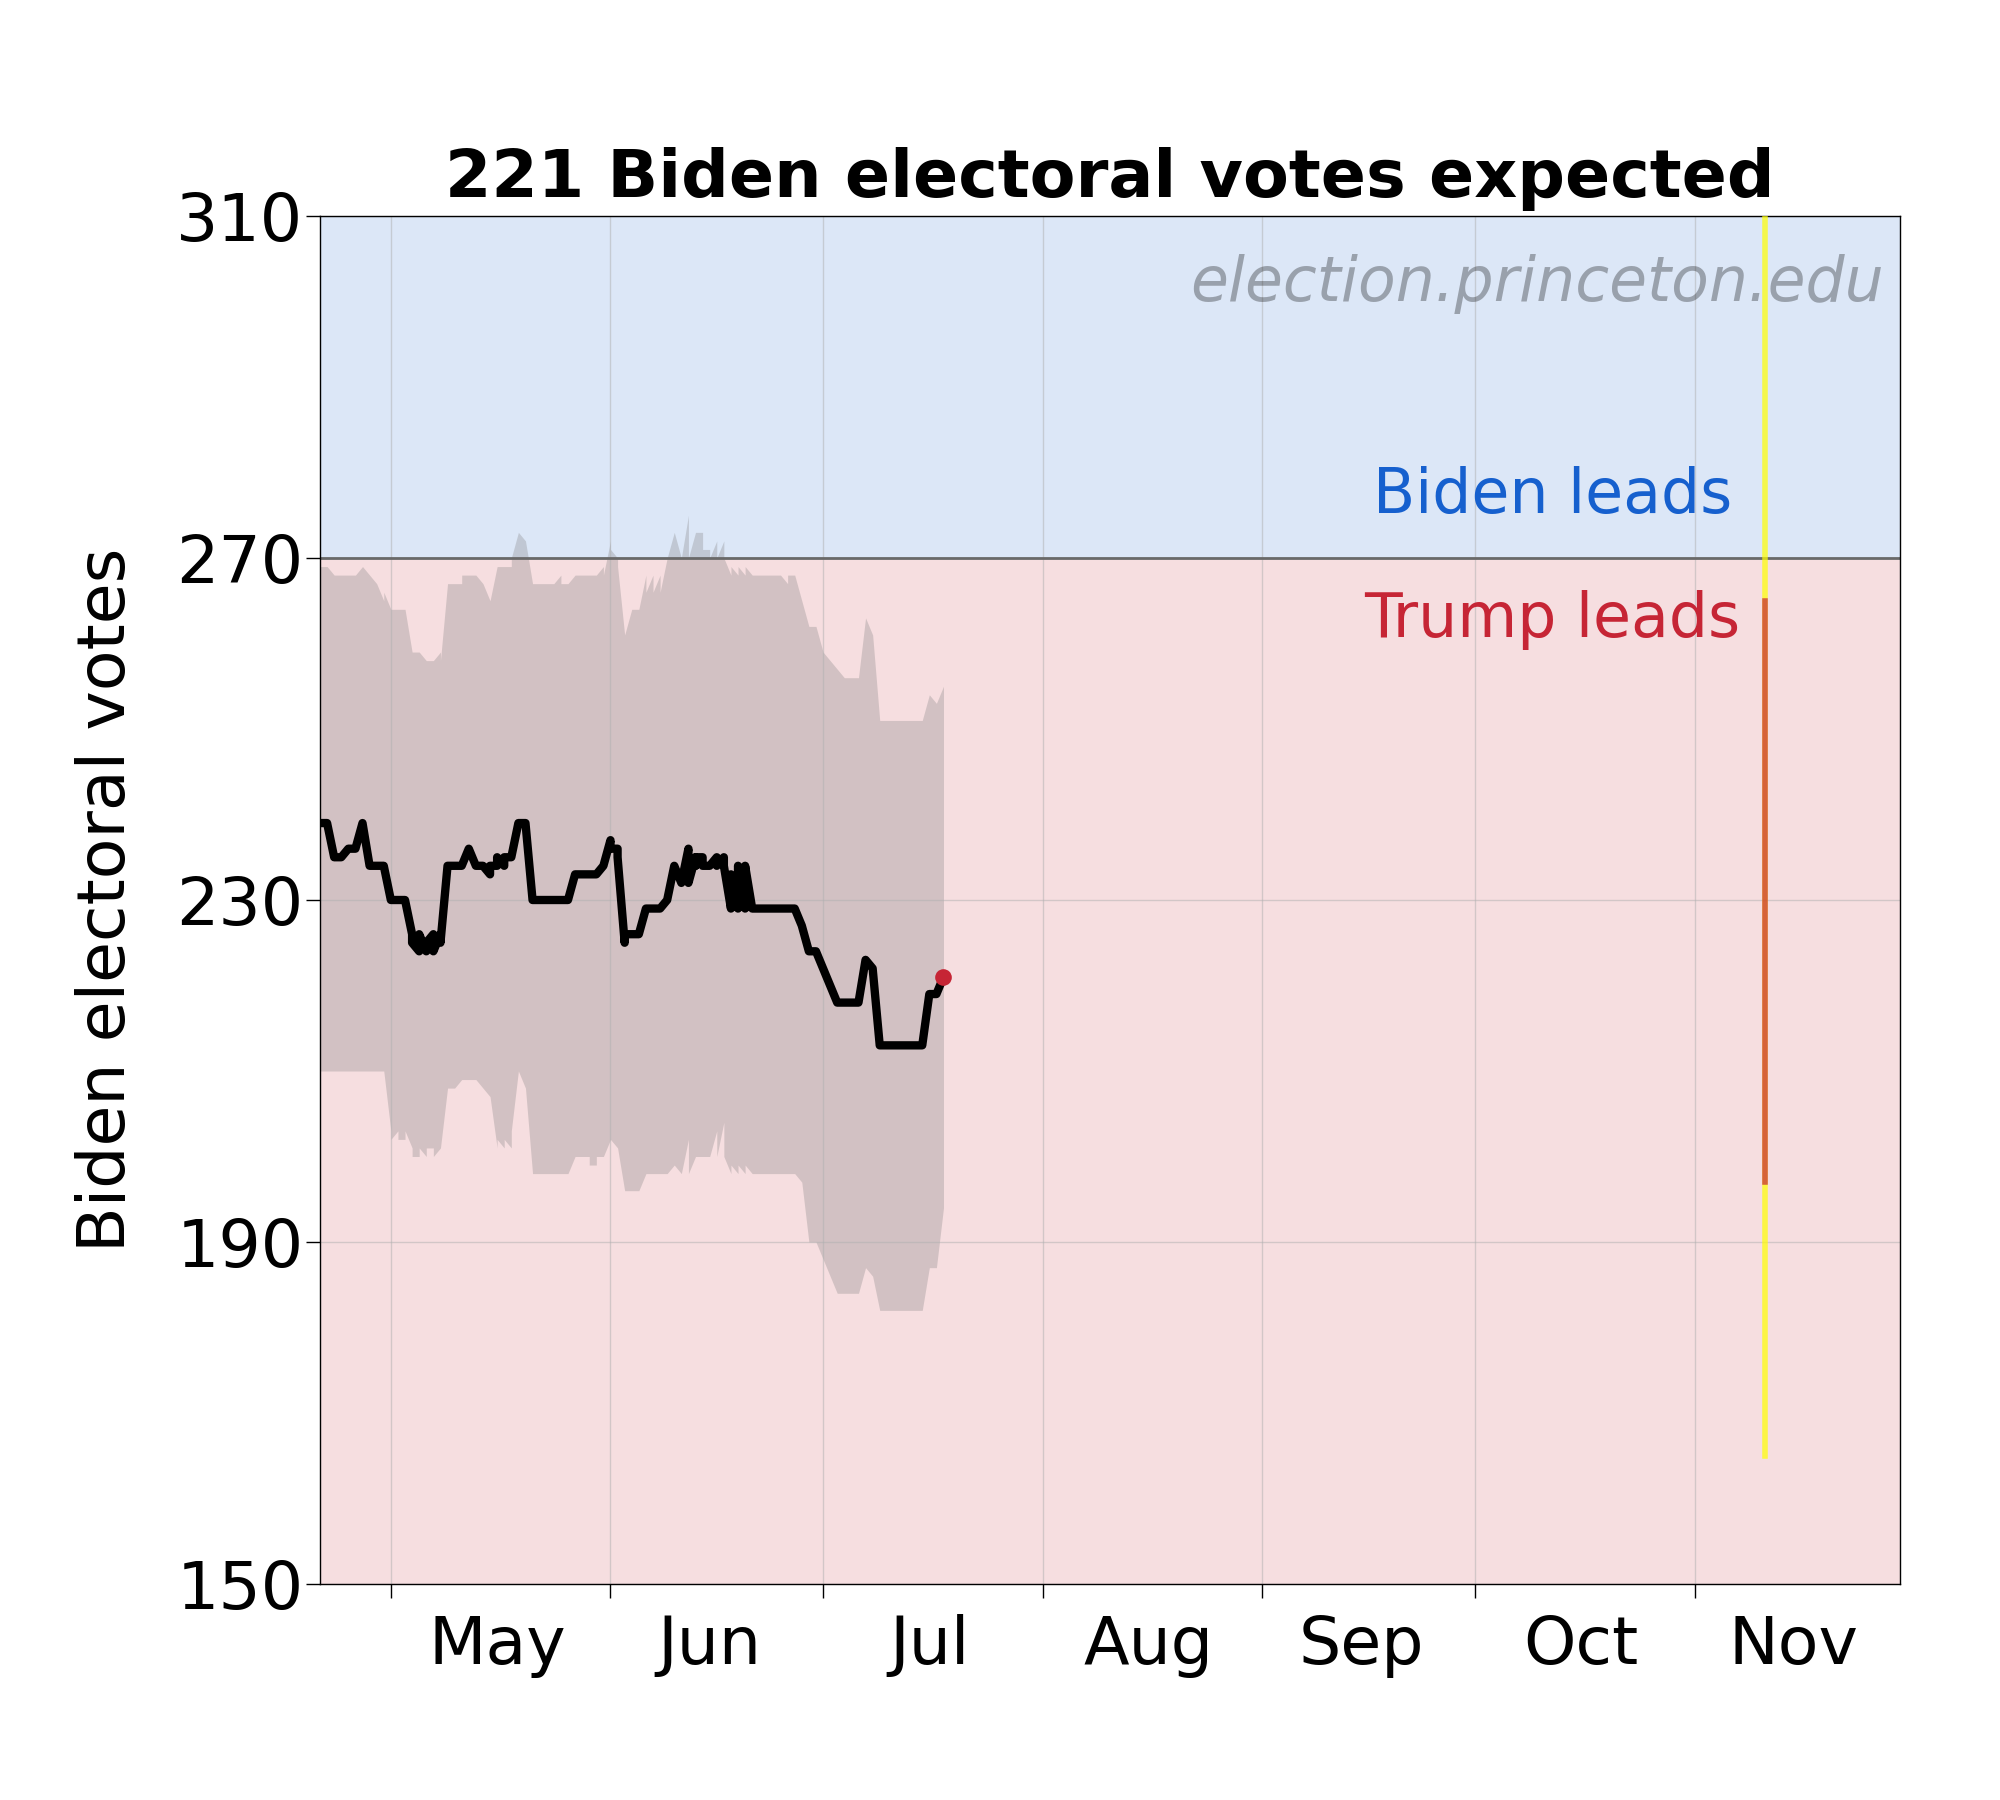 221 Biden electoral votes expected
310
election.princeton.edu
Biden leads
270
Trump leads
Biden electoral votes
230
190
150
May Jun Jul Aug Sep Oct Nov